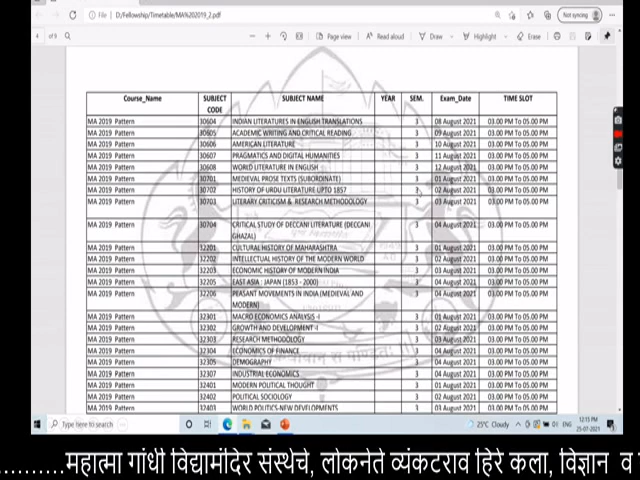 File | D:/Fellowship/Timetable/MA%202019_2.pdf Not syncing
of 9 Page view Read aloud Draw Highlight Erase
Course_Name SUBJECT CODE SUBJECT NAME YEAR SEM. Exam_Date TIME SLOT
MA 2019 Pattern 30604 INDIAN LITERATURES IN ENGLISH TRANSLATIONS 3 08 August 2021 03.00 PM To 05.00 PM
MA 2019 Pattern 30605 ACADEMIC WRITING AND CRITICAL READING 3 09 August 2021 03.00 PM To 05.00 PM
MA 2019 Pattern 30606 AMERICAN LITERATURE 3 10 August 2021 03.00 PM To 05.00 PM
MA 2019 Pattern 30607 PRAGMATICS AND DIGITAL HUMANITIES 3 11 August 2021 03.00 PM To 05.00 PM
MA 2019 Pattern 30608 WORLD LITERATURE IN ENGLISH 3 12 August 2021 03.00 PM To 05.00 PM
MA 2019 Pattern 30701 MEDIEVAL PROSE TEXTS (SUBORDINATE) 3 01 August 2021 03.00 PM To 05.00 PM
MA 2019 Pattern 30702 HISTORY OF URDU LITERATURE UPTO 1857 3 02 August 2021 03.00 PM To 05.00 PM
MA 2019 Pattern 30703 LITERARY CRITICISM & RESEARCH METHODOLOGY 3 03 August 2021 03.00 PM To 05.00 PM
MA 2019 Pattern 30704 CRITICAL STUDY OF DECCANI LITERATURE (DECCANI GHAZAL) 3 04 August 2021 03.00 PM To 05.00 PM
MA 2019 Pattern 32201 CULTURAL HISTORY OF MAHARASHTRA 3 01 August 2021 03.00 PM To 05.00 PM
MA 2019 Pattern 32202 INTELLECTUAL HISTORY OF THE MODERN WORLD 3 02 August 2021 03.00 PM To 05.00 PM
MA 2019 Pattern 32203 ECONOMIC HISTORY OF MODERN INDIA 3 03 August 2021 03.00 PM To 05.00 PM
MA 2019 Pattern 32205 EAST ASIA : JAPAN (1853 - 2000) 3 04 August 2021 03.00 PM To 05.00 PM
MA 2019 Pattern 32206 PEASANT MOVEMENTS IN INDIA (MEDIEVAL AND MODERN) 3 04 August 2021 03.00 PM To 05.00 PM
MA 2019 Pattern 32301 MACRO ECONOMICS ANALYSIS -I 3 01 August 2021 03.00 PM To 05.00 PM
MA 2019 Pattern 32302 GROWTH AND DEVELOPMENT -I 3 02 August 2021 03.00 PM To 05.00 PM
MA 2019 Pattern 32303 RESEARCH METHODOLOGY 3 03 August 2021 03.00 PM To 05.00 PM
MA 2019 Pattern 32304 ECONOMICS OF FINANCE 3 04 August 2021 03.00 PM To 05.00 PM
MA 2019 Pattern 32305 DEMOGRAPHY 3 04 August 2021 03.00 PM To 05.00 PM
MA 2019 Pattern 32307 INDUSTRIAL ECONOMICS 3 04 August 2021 03.00 PM To 05.00 PM
MA 2019 Pattern 32401 MODERN POLITICAL THOUGHT 3 01 August 2021 03.00 PM To 05.00 PM
MA 2019 Pattern 32402 POLITICAL SOCIOLOGY 3 02 August 2021 03.00 PM To 05.00 PM
MA 2019 Pattern 32403 WORLD POLITICS-NEW DEVELOPMENTS 3 03 August 2021 03.00 PM To 05.00 PM
Type here to search 25°C Cloudy ENG 12:15 PM
25-07-2021
..........महात्मा गांधी विद्यामंदिर संस्थेचे, लोकनेते व्यंकटराव हिरे कला, विज्ञान व